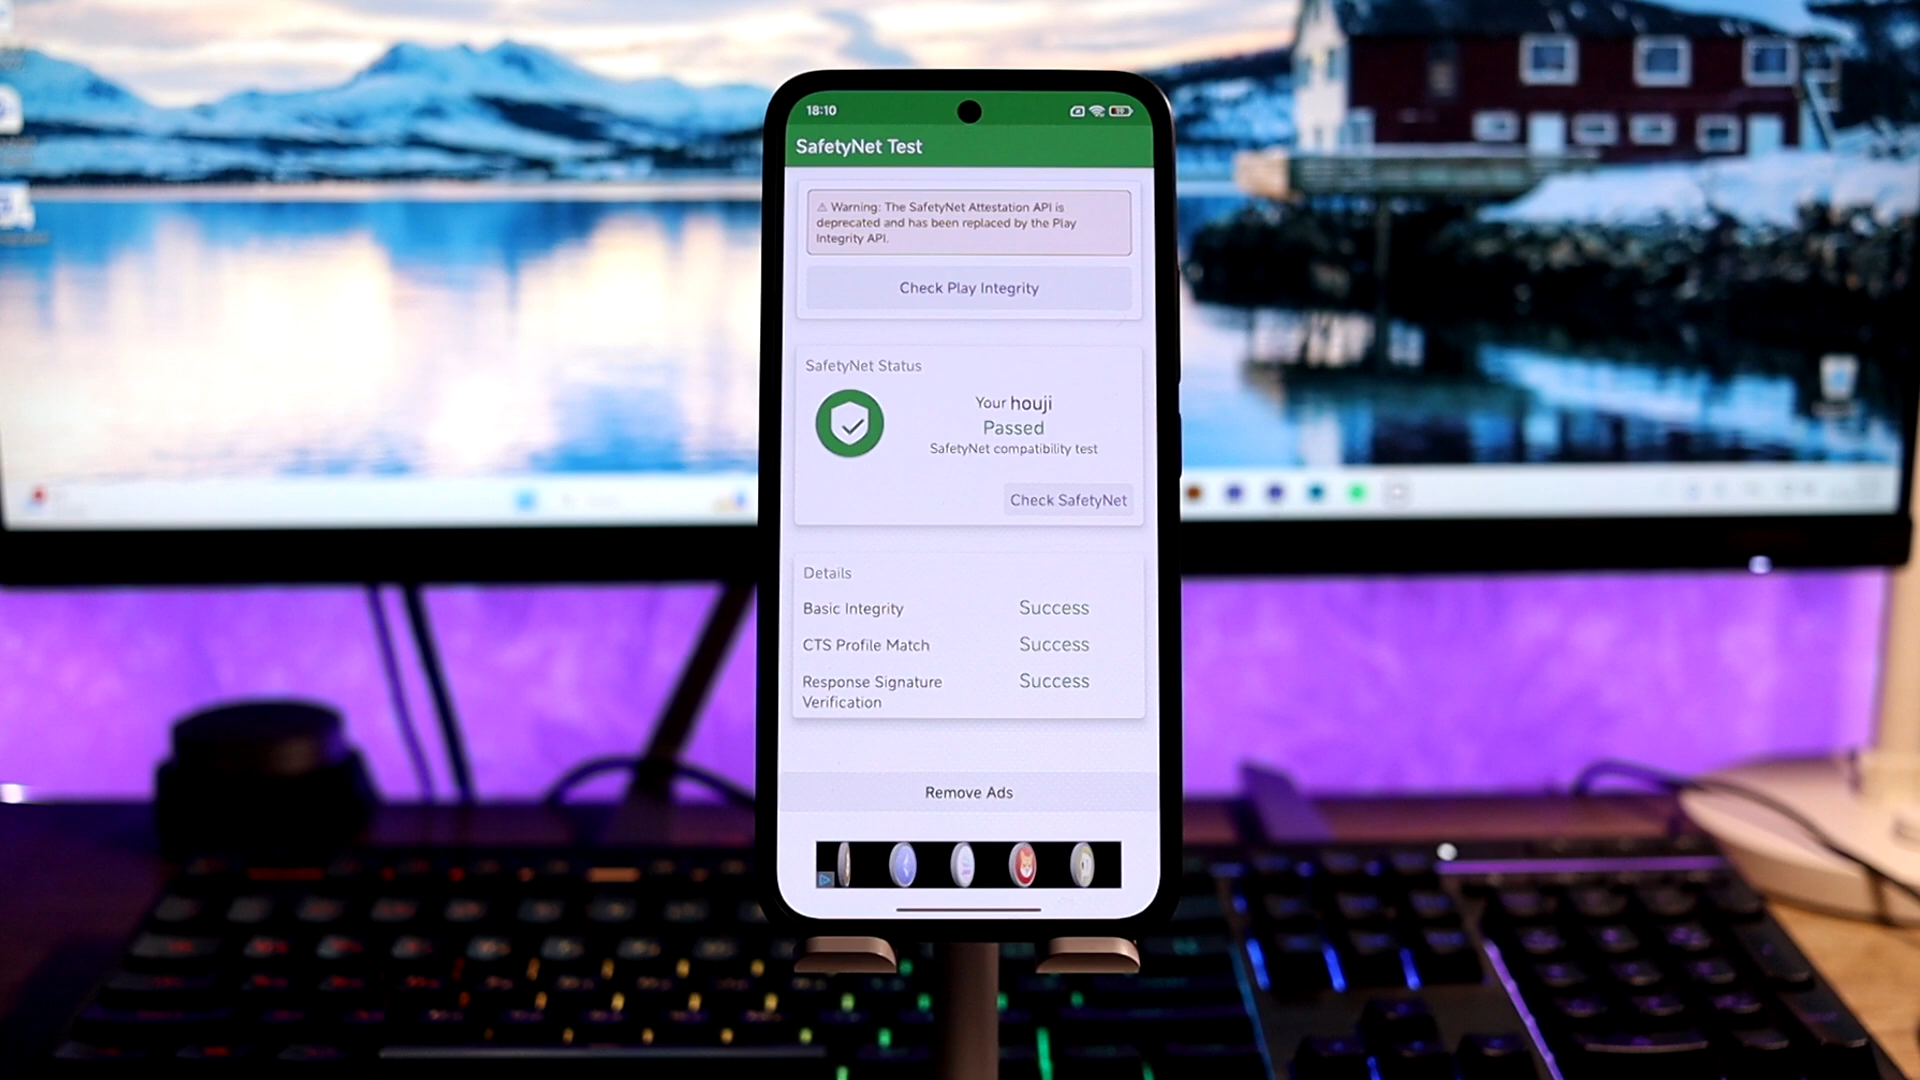 18:10
SafetyNet Test
⚠ Warning: The SafetyNet Attestation API is
deprecated and has been replaced by the Play
Integrity API.
Check Play Integrity
SafetyNet Status
Your houji
Passed
SafetyNet compatibility test
Check SafetyNet
Details
Basic Integrity Success
CTS Profile Match Success
Response Signature Success
Verification
Remove Ads